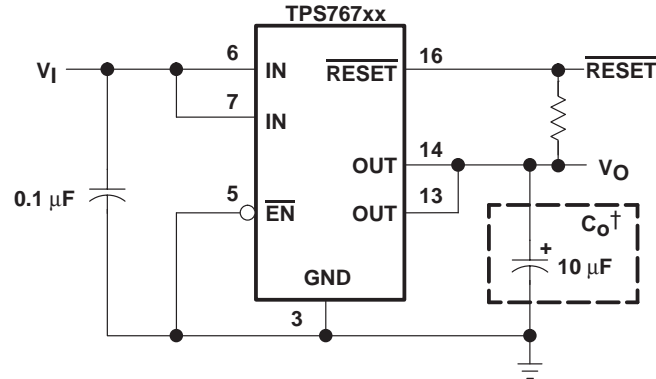 TPS767xx
VI
6
IN
RESET
16
RESET
7
IN
OUT
14
VO
0.1 μF
5
EN
OUT
13
CO†
+
10 μF
GND
3